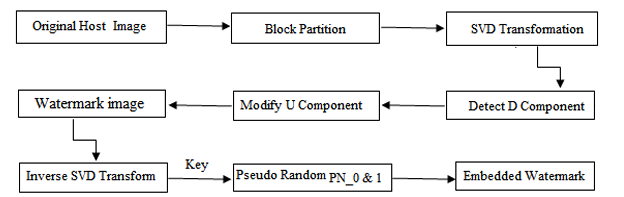 Original Host Image
Block Partition
SVD Transformation
Detect D Component
Modify U Component
Watermark image
Inverse SVD Transform
Key
Pseudo Random PN_0 & 1
Embedded Watermark